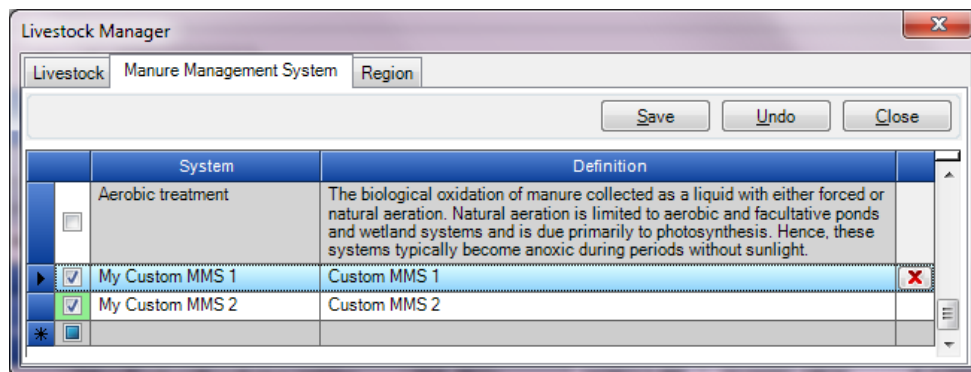 Livestock Manager
Livestock Manure Management System Region
Save Undo Close
System Definition
Aerobic treatment The biological oxidation of manure collected as a liquid with either forced or
natural aeration. Natural aeration is limited to aerobic and facultative ponds
and wetland systems and is due primarily to photosynthesis. Hence, these
systems typically become anoxic during periods without sunlight.
My Custom MMS 1 Custom MMS 1
My Custom MMS 2 Custom MMS 2